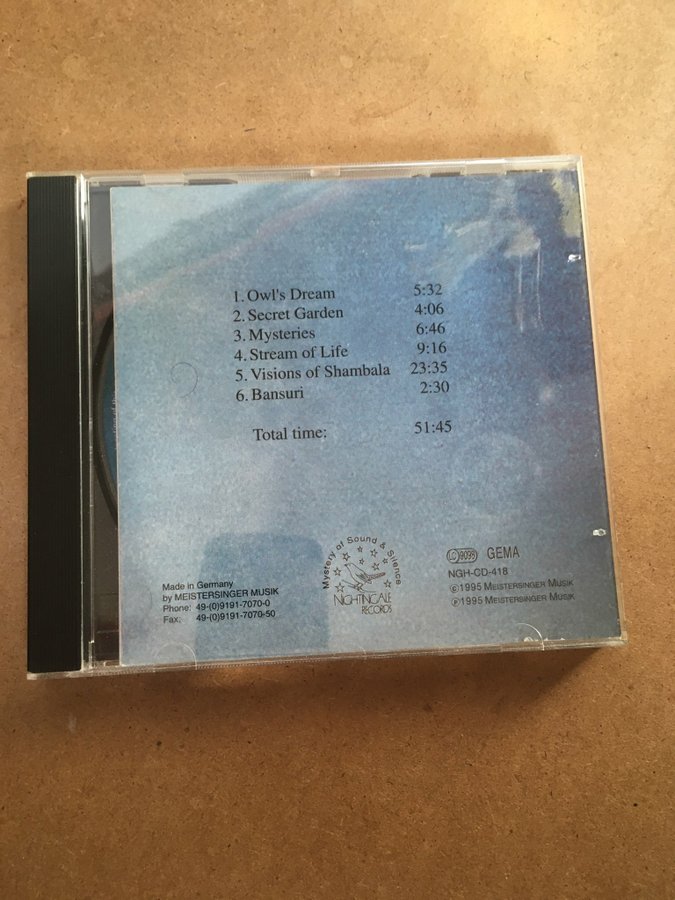 1. Owl's Dream 5:32
2. Secret Garden 4:06
3. Mysteries 6:46
4. Stream of Life 9:16
5. Visions of Shambala 23:35
6. Bansuri 2:30
Total time: 51:45
Made in Germany
by MEISTERSINGER MUSIK
Phone: 49-(0)9191-7070-0
Fax. 49-(0)9191-7070-50
Mystery of Sound & Silence
NIGHTINGALE
RECORDS
LC 9098 GEMA
NGH-CD-418
© 1995 MEISTERSINGER MUSIK
℗ 1995 MEISTERSINGER MUSIK